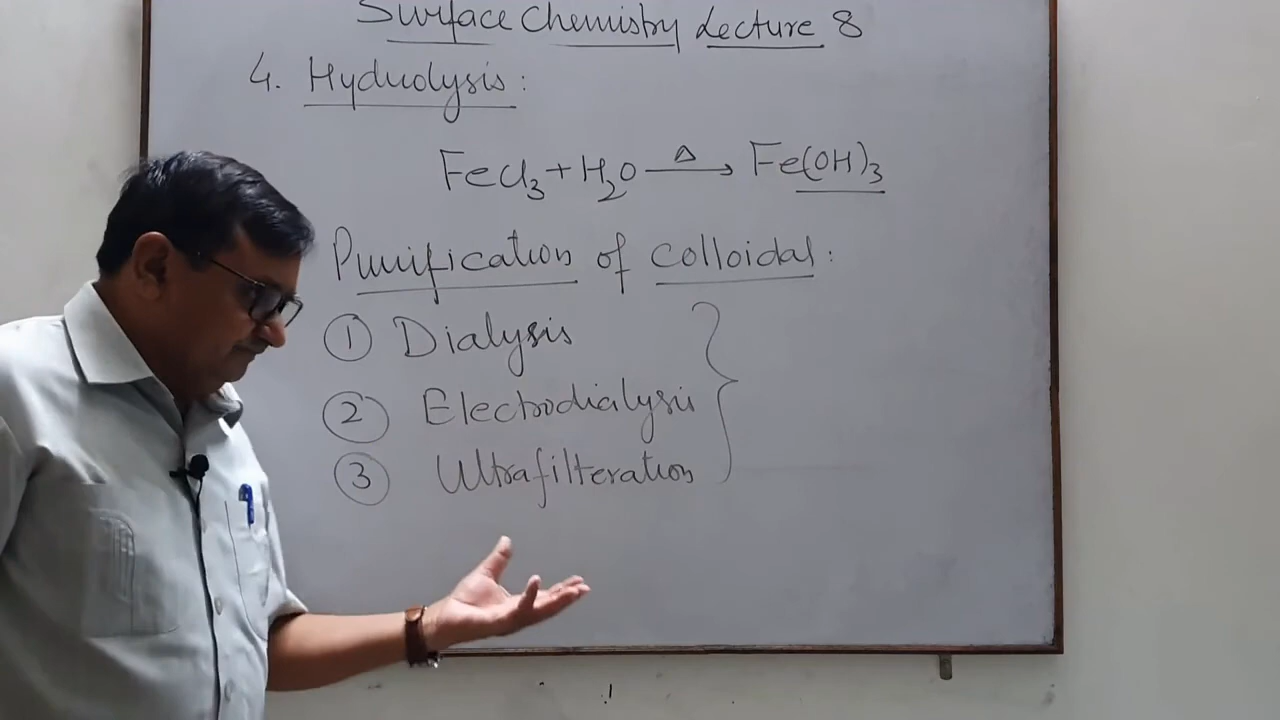 Surface Chemistry Lecture 8
4. Hydrolysis:
FeCl3 + H2O —Δ→ Fe(OH)3
Purification of colloidal:
① Dialysis
② Electrodialysis
③ Ultrafilteration